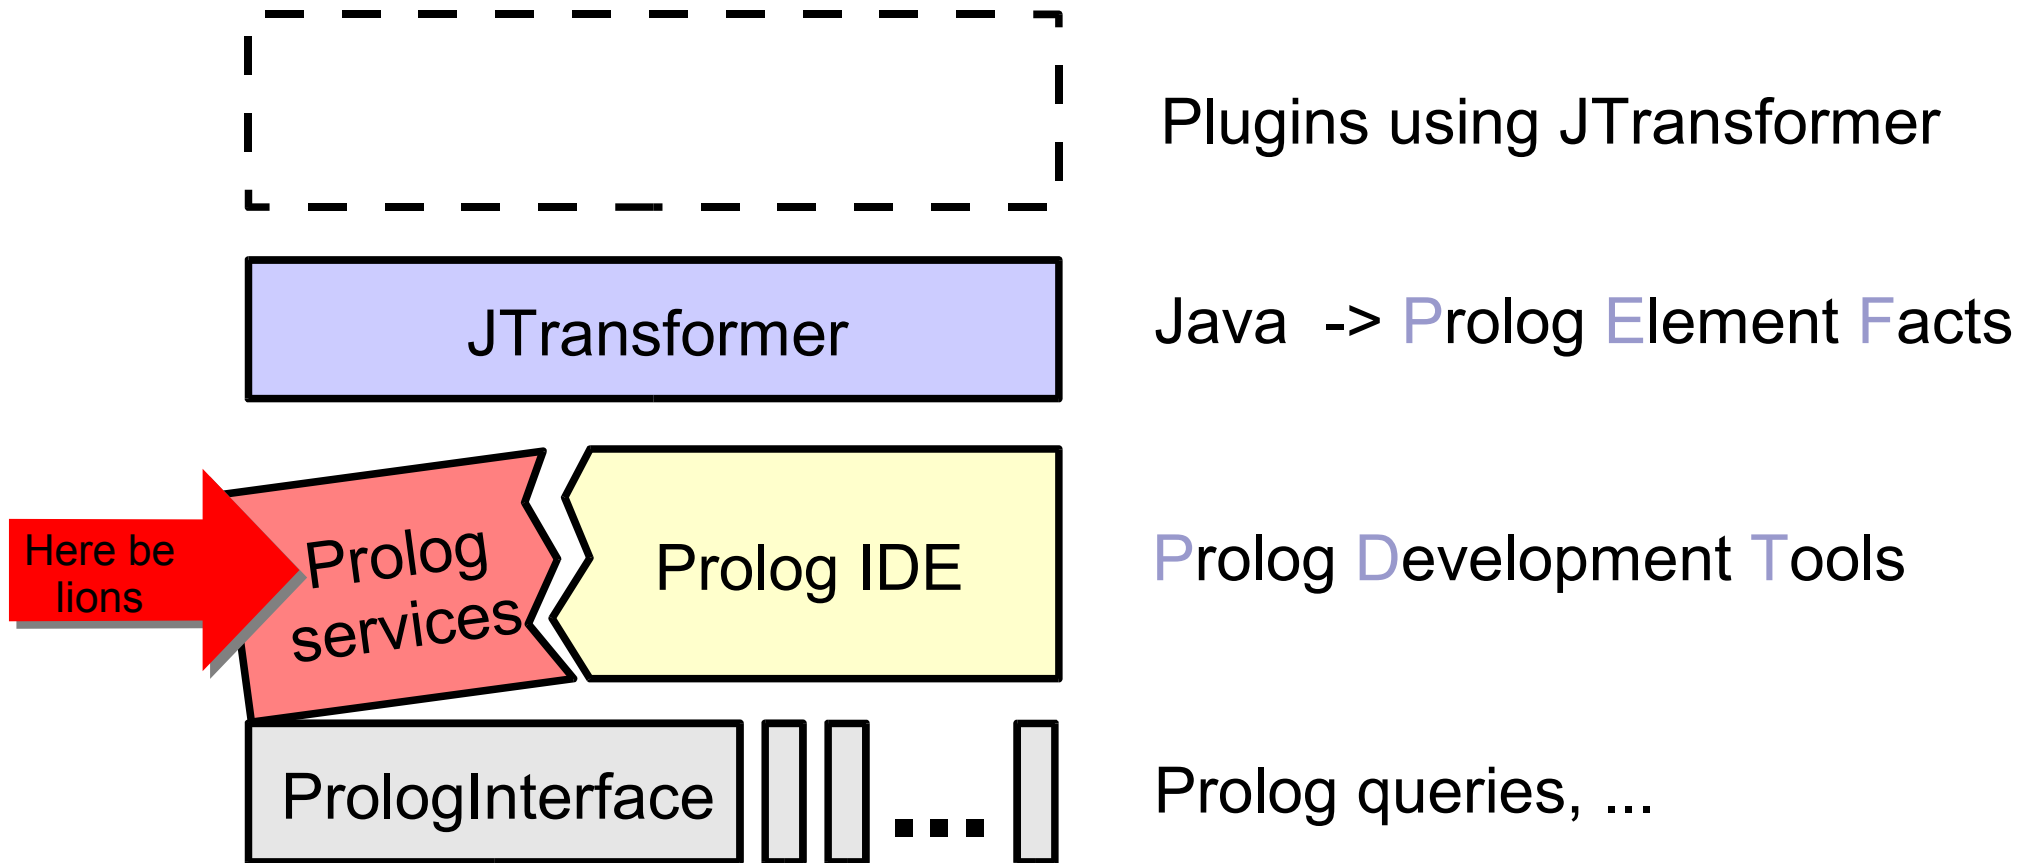 Plugins using JTransformer
JTransformer
Java -> Prolog Element Facts
Here be
lions
Prolog
services
Prolog IDE
Prolog Development Tools
PrologInterface
...
Prolog queries, ...